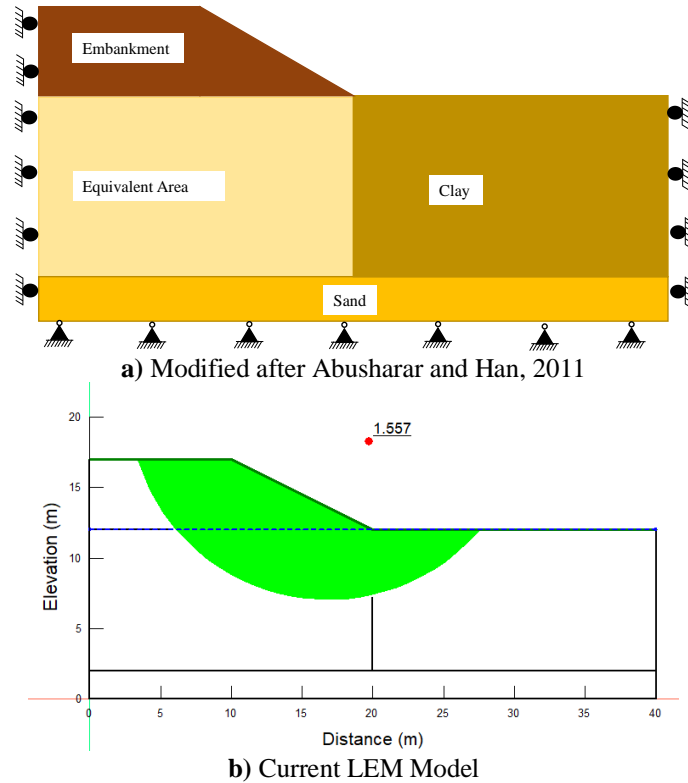 Embankment
Equivalent Area
Clay
Sand
a) Modified after Abusharar and Han, 2011
20
1.557
15
10
5
0
Elevation (m)
0 5 10 15 20 25 30 35 40
Distance (m)
b) Current LEM Model